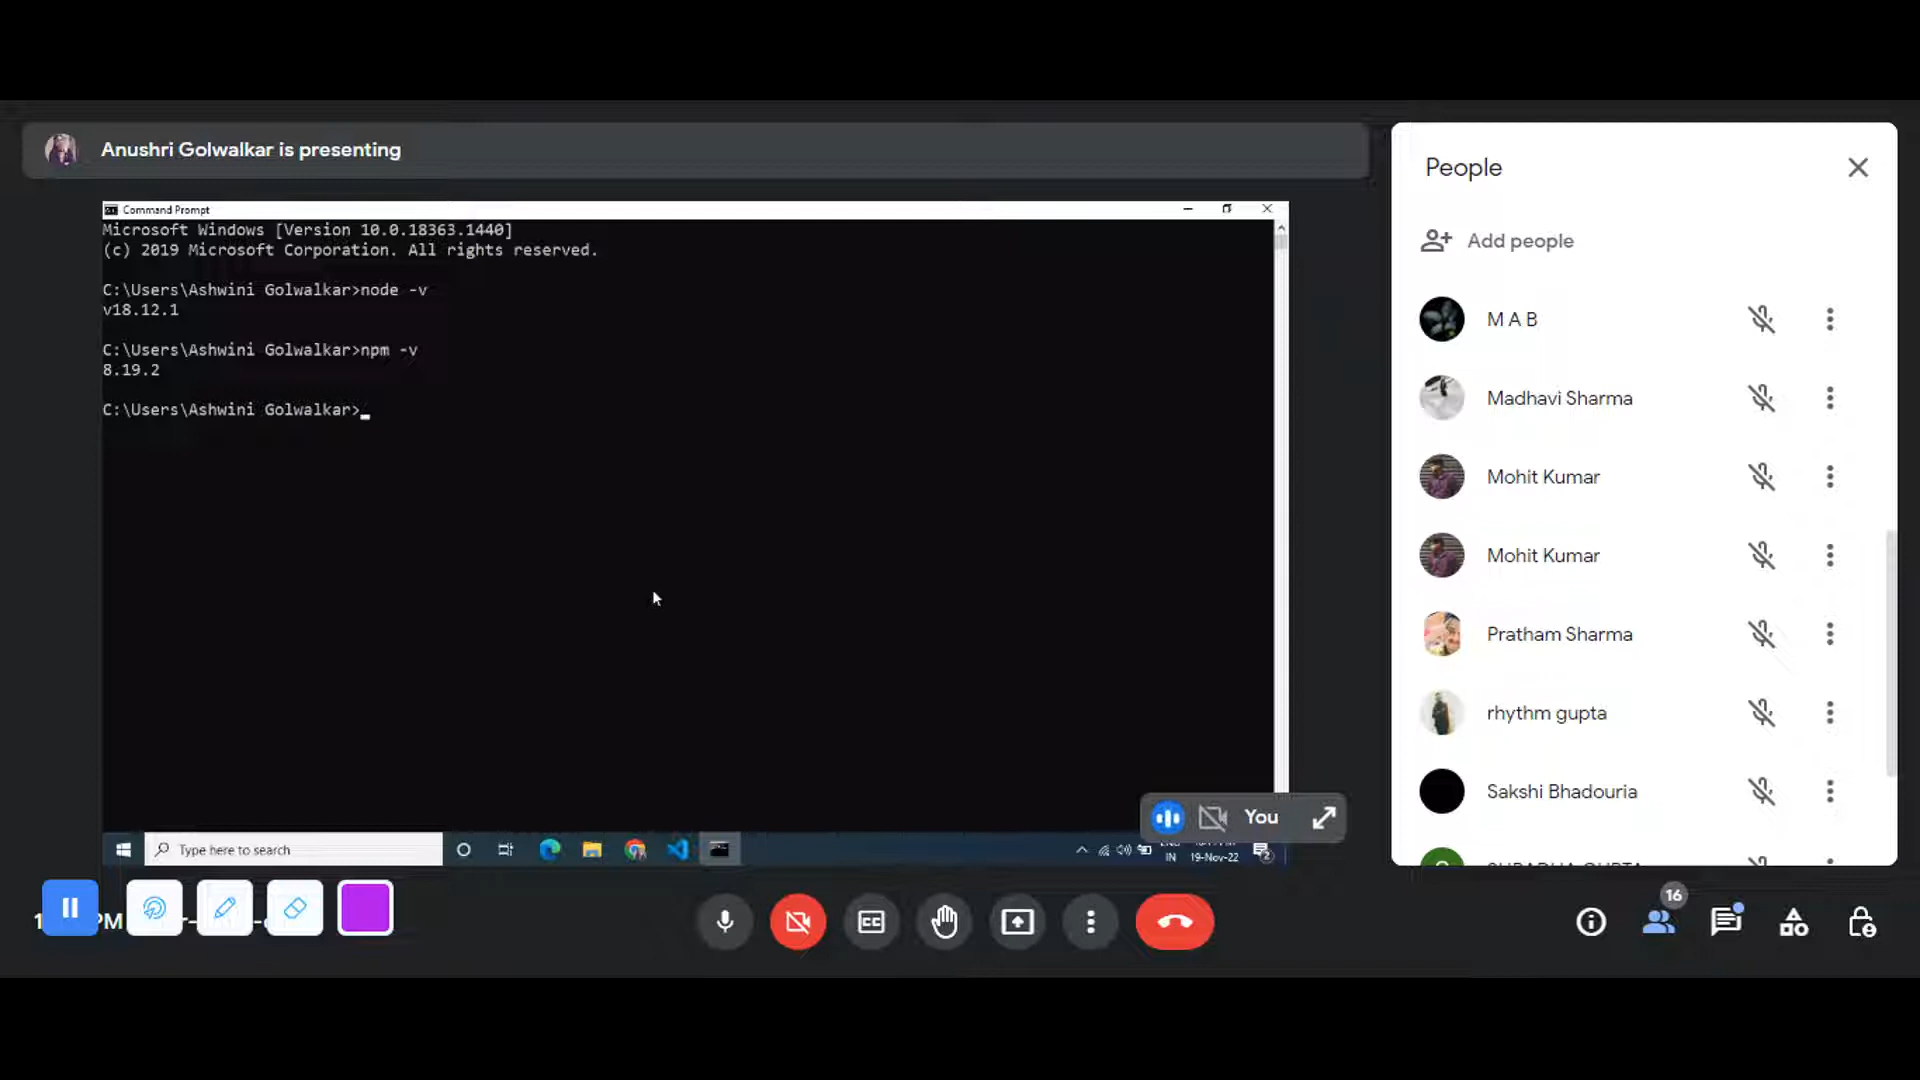 Anushri Golwalkar is presenting
Command Prompt
Microsoft Windows [Version 10.0.18363.1440]
(c) 2019 Microsoft Corporation. All rights reserved.
C:\Users\Ashwini Golwalkar>node -v
v18.12.1
C:\Users\Ashwini Golwalkar>npm -v
8.19.2
C:\Users\Ashwini Golwalkar>
Type here to search
IN
19-Nov-22
2
You
PM
CC
People
Add people
M A B
Madhavi Sharma
Mohit Kumar
Mohit Kumar
Pratham Sharma
rhythm gupta
Sakshi Bhadouria
16